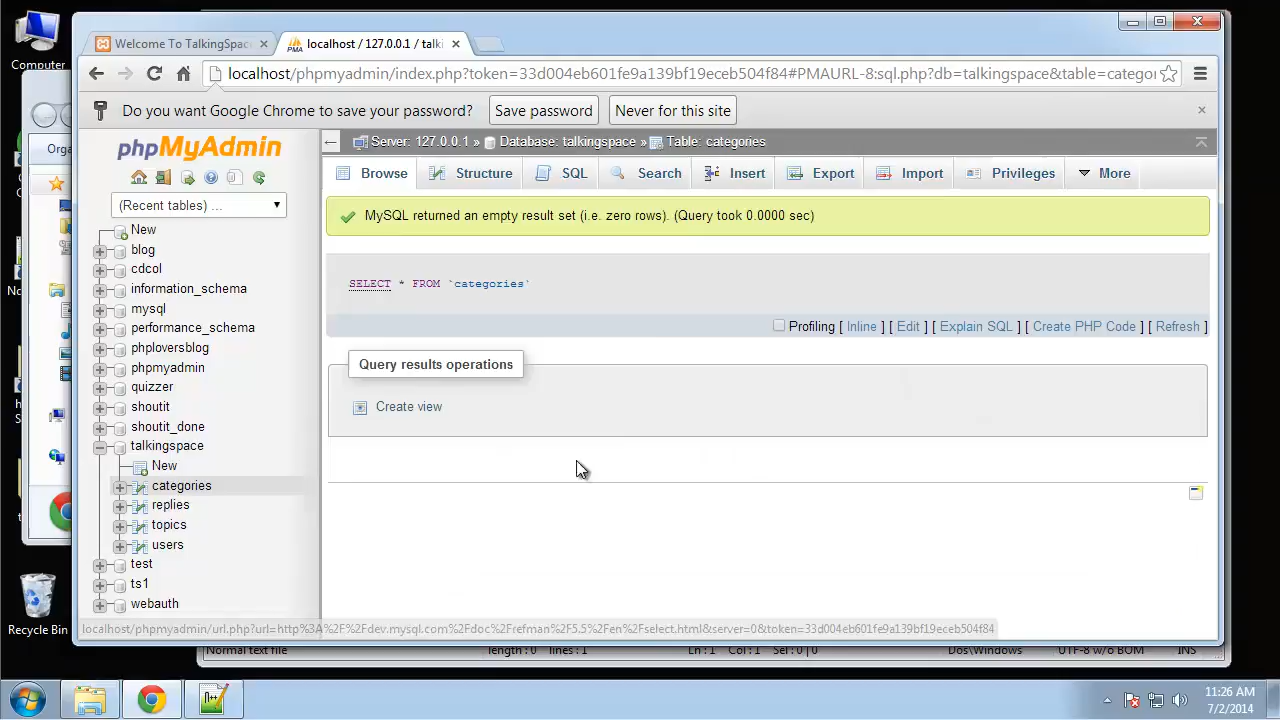 Computer
Welcome To TalkingSpac
localhost / 127.0.0.1 / talki
localhost/phpmyadmin/index.php?token=33d004eb601fe9a139bf19eceb504f84#PMAURL-8:sql.php?db=talkingspace&table=categor
Do you want Google Chrome to save your password?
Save password
Never for this site
Orga
phpMyAdmin
Server: 127.0.0.1 » Database: talkingspace » Table: categories
Browse
Structure
SQL
Search
Insert
Export
Import
Privileges
More
(Recent tables) ...
MySQL returned an empty result set (i.e. zero rows). (Query took 0.0000 sec)
New
blog
cdcol
information_schema
mysql
performance_schema
phploversblog
phpmyadmin
quizzer
shoutit
shoutit_done
talkingspace
New
categories
replies
topics
users
test
ts1
webauth
SELECT * FROM `categories`
Profiling [ Inline ] [ Edit ] [ Explain SQL ] [ Create PHP Code ] [ Refresh ]
Query results operations
Create view
localhost/phpmyadmin/url.php?url=http%3A%2F%2Fdev.mysql.com%2Fdoc%2Frefman%2F5.5%2Fen%2Fselect.html&server=0&token=33d004eb601fe9a139bf19eceb504f84
Recycle Bin
Normal text file
length : 0 lines : 1
Ln : 1 Col : 1 Sel : 0 | 0
Dos\Windows
UTF-8 w/o BOM
INS
11:26 AM
7/2/2014